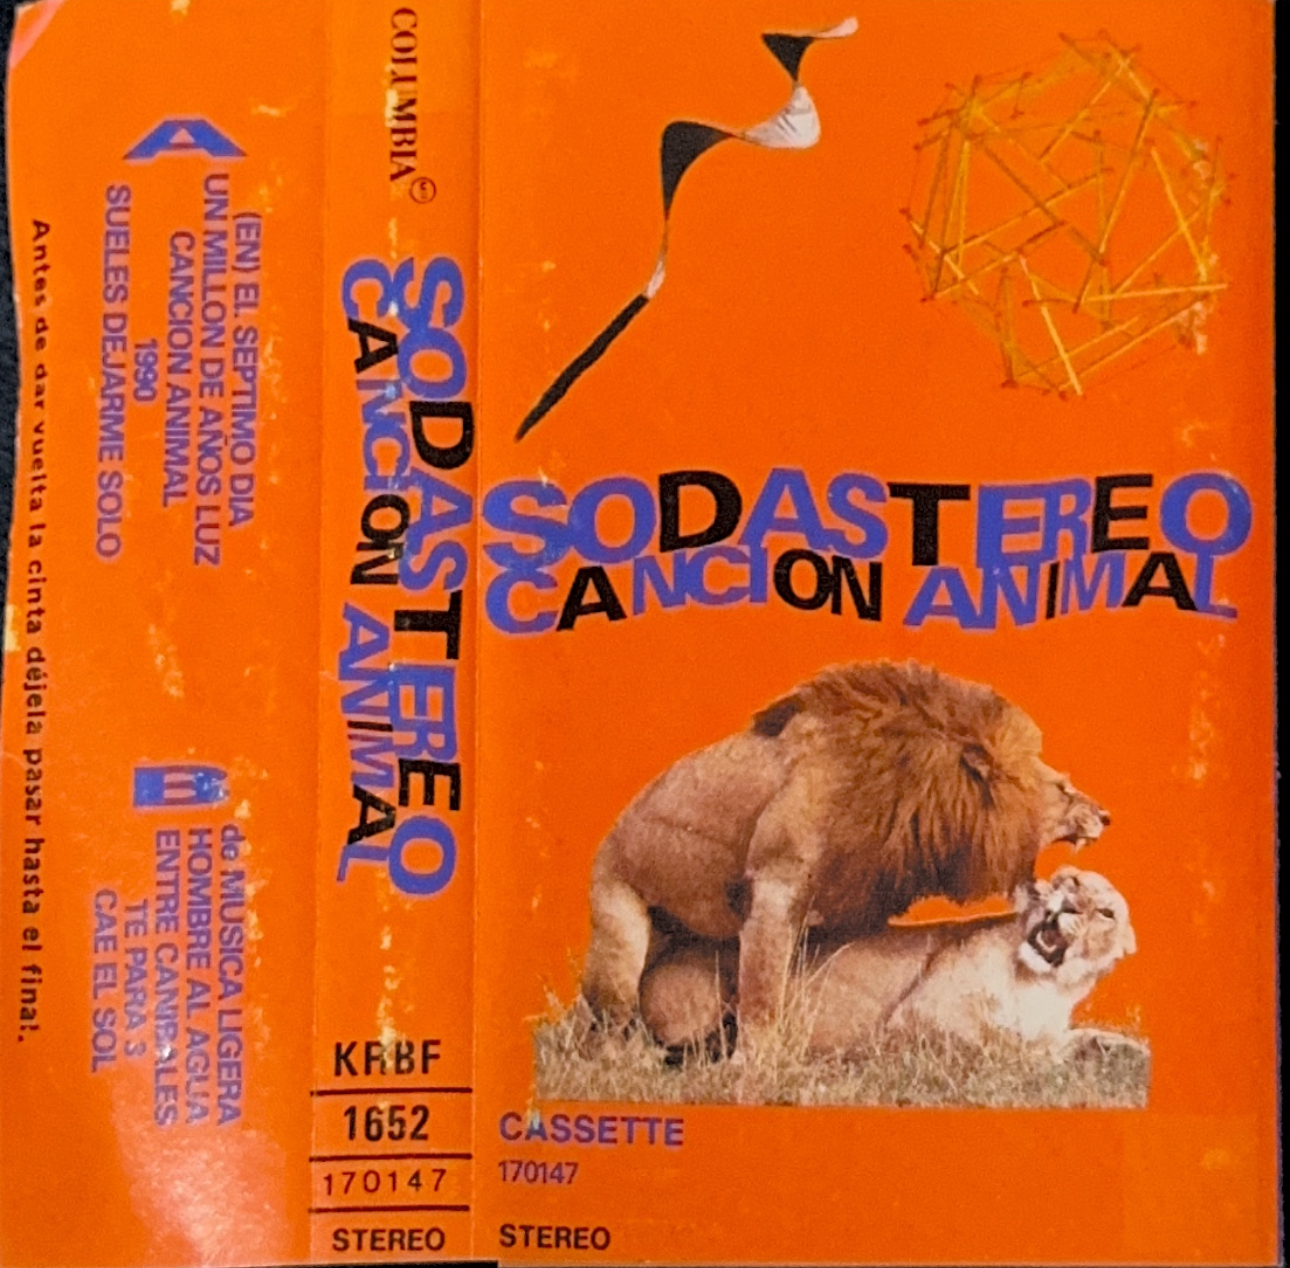 A
(EN) EL SEPTIMO DIA
UN MILLON DE AÑOS LUZ
CANCION ANIMAL
1990
SUELES DEJARME SOLO
B
de MUSICA LIGERA
HOMBRE AL AGUA
ENTRE CANIBALES
TE PARA 3
CAE EL SOL
Antes de dar vuelta la cinta déjela pasar hasta el final.
COLUMBIA
SODA STEREO
CANCION ANIMAL
KRBF
1652
170147
STEREO
SODA STEREO
CANCION ANIMAL
CASSETTE
170147
STEREO